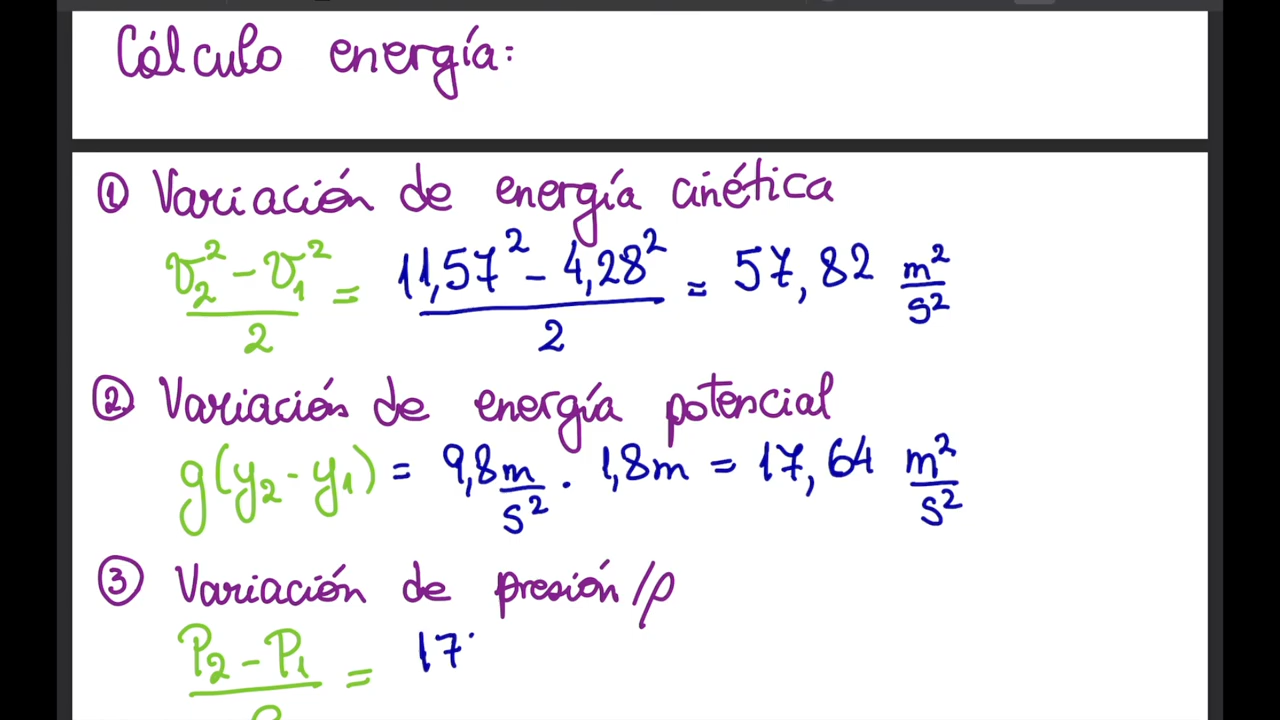 Cálculo energía:
① Variación de energía cinética
(v₂² - v₁²)/2 = (11,57² - 4,28²)/2 = 57,82 m²/s²
② Variación de energía potencial
g(y₂ - y₁) = 9,8 m/s² · 1,8m = 17,64 m²/s²
③ Variación de presión/ρ
P₂ - P₁ = 17